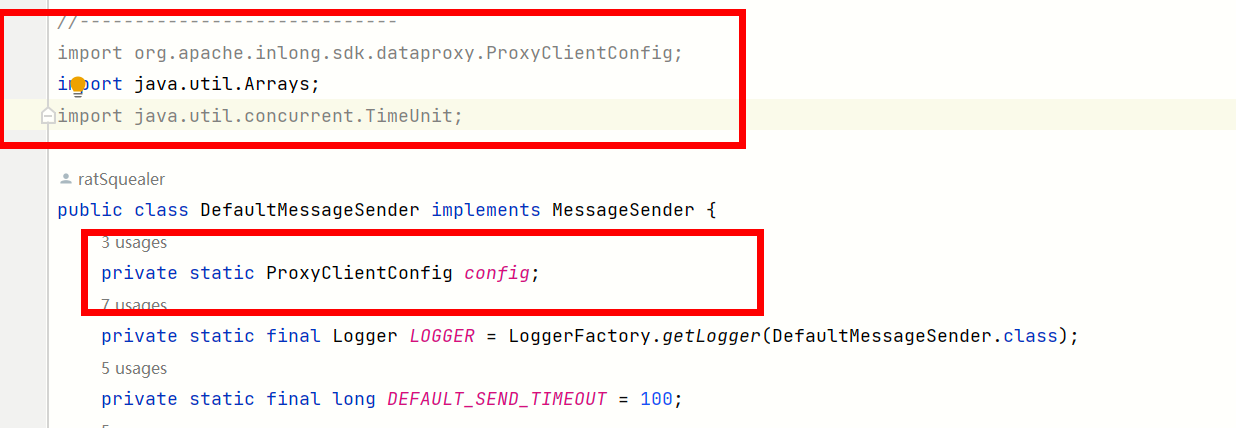 //-----------------------------
import org.apache.inlong.sdk.dataproxy.ProxyClientConfig;
import java.util.Arrays;
import java.util.concurrent.TimeUnit;
ratSquealer
public class DefaultMessageSender implements MessageSender {
3 usages
private static ProxyClientConfig config;
7 usages
private static final Logger LOGGER = LoggerFactory.getLogger(DefaultMessageSender.class);
5 usages
private static final long DEFAULT_SEND_TIMEOUT = 100;